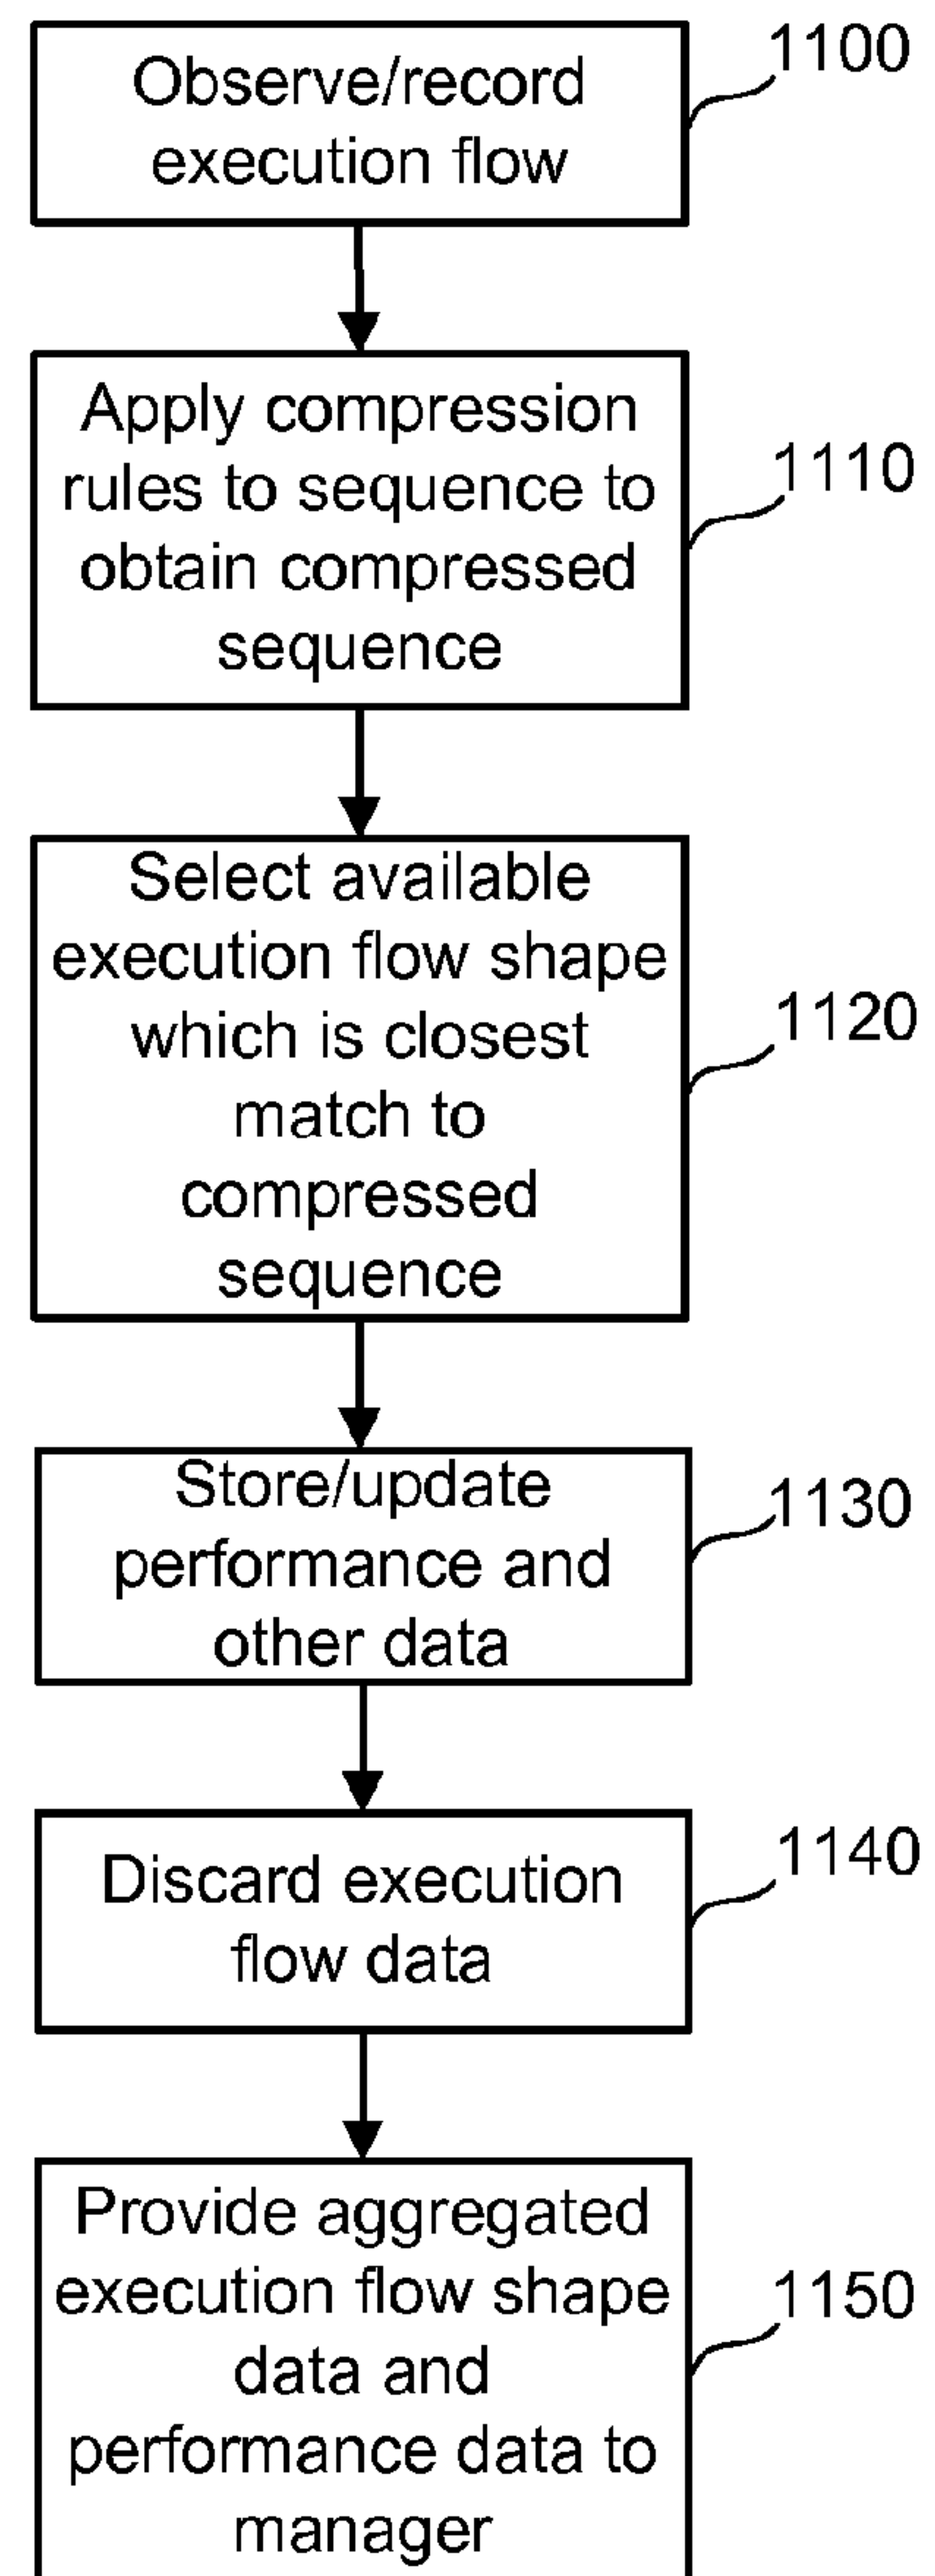 Observe/record
execution flow
1100
Apply compression
rules to sequence to
obtain compressed
sequence
1110
Select available
execution flow shape
which is closest
match to
compressed
sequence
1120
Store/update
performance and
other data
1130
Discard execution
flow data
1140
Provide aggregated
execution flow shape
data and
performance data to
manager
1150